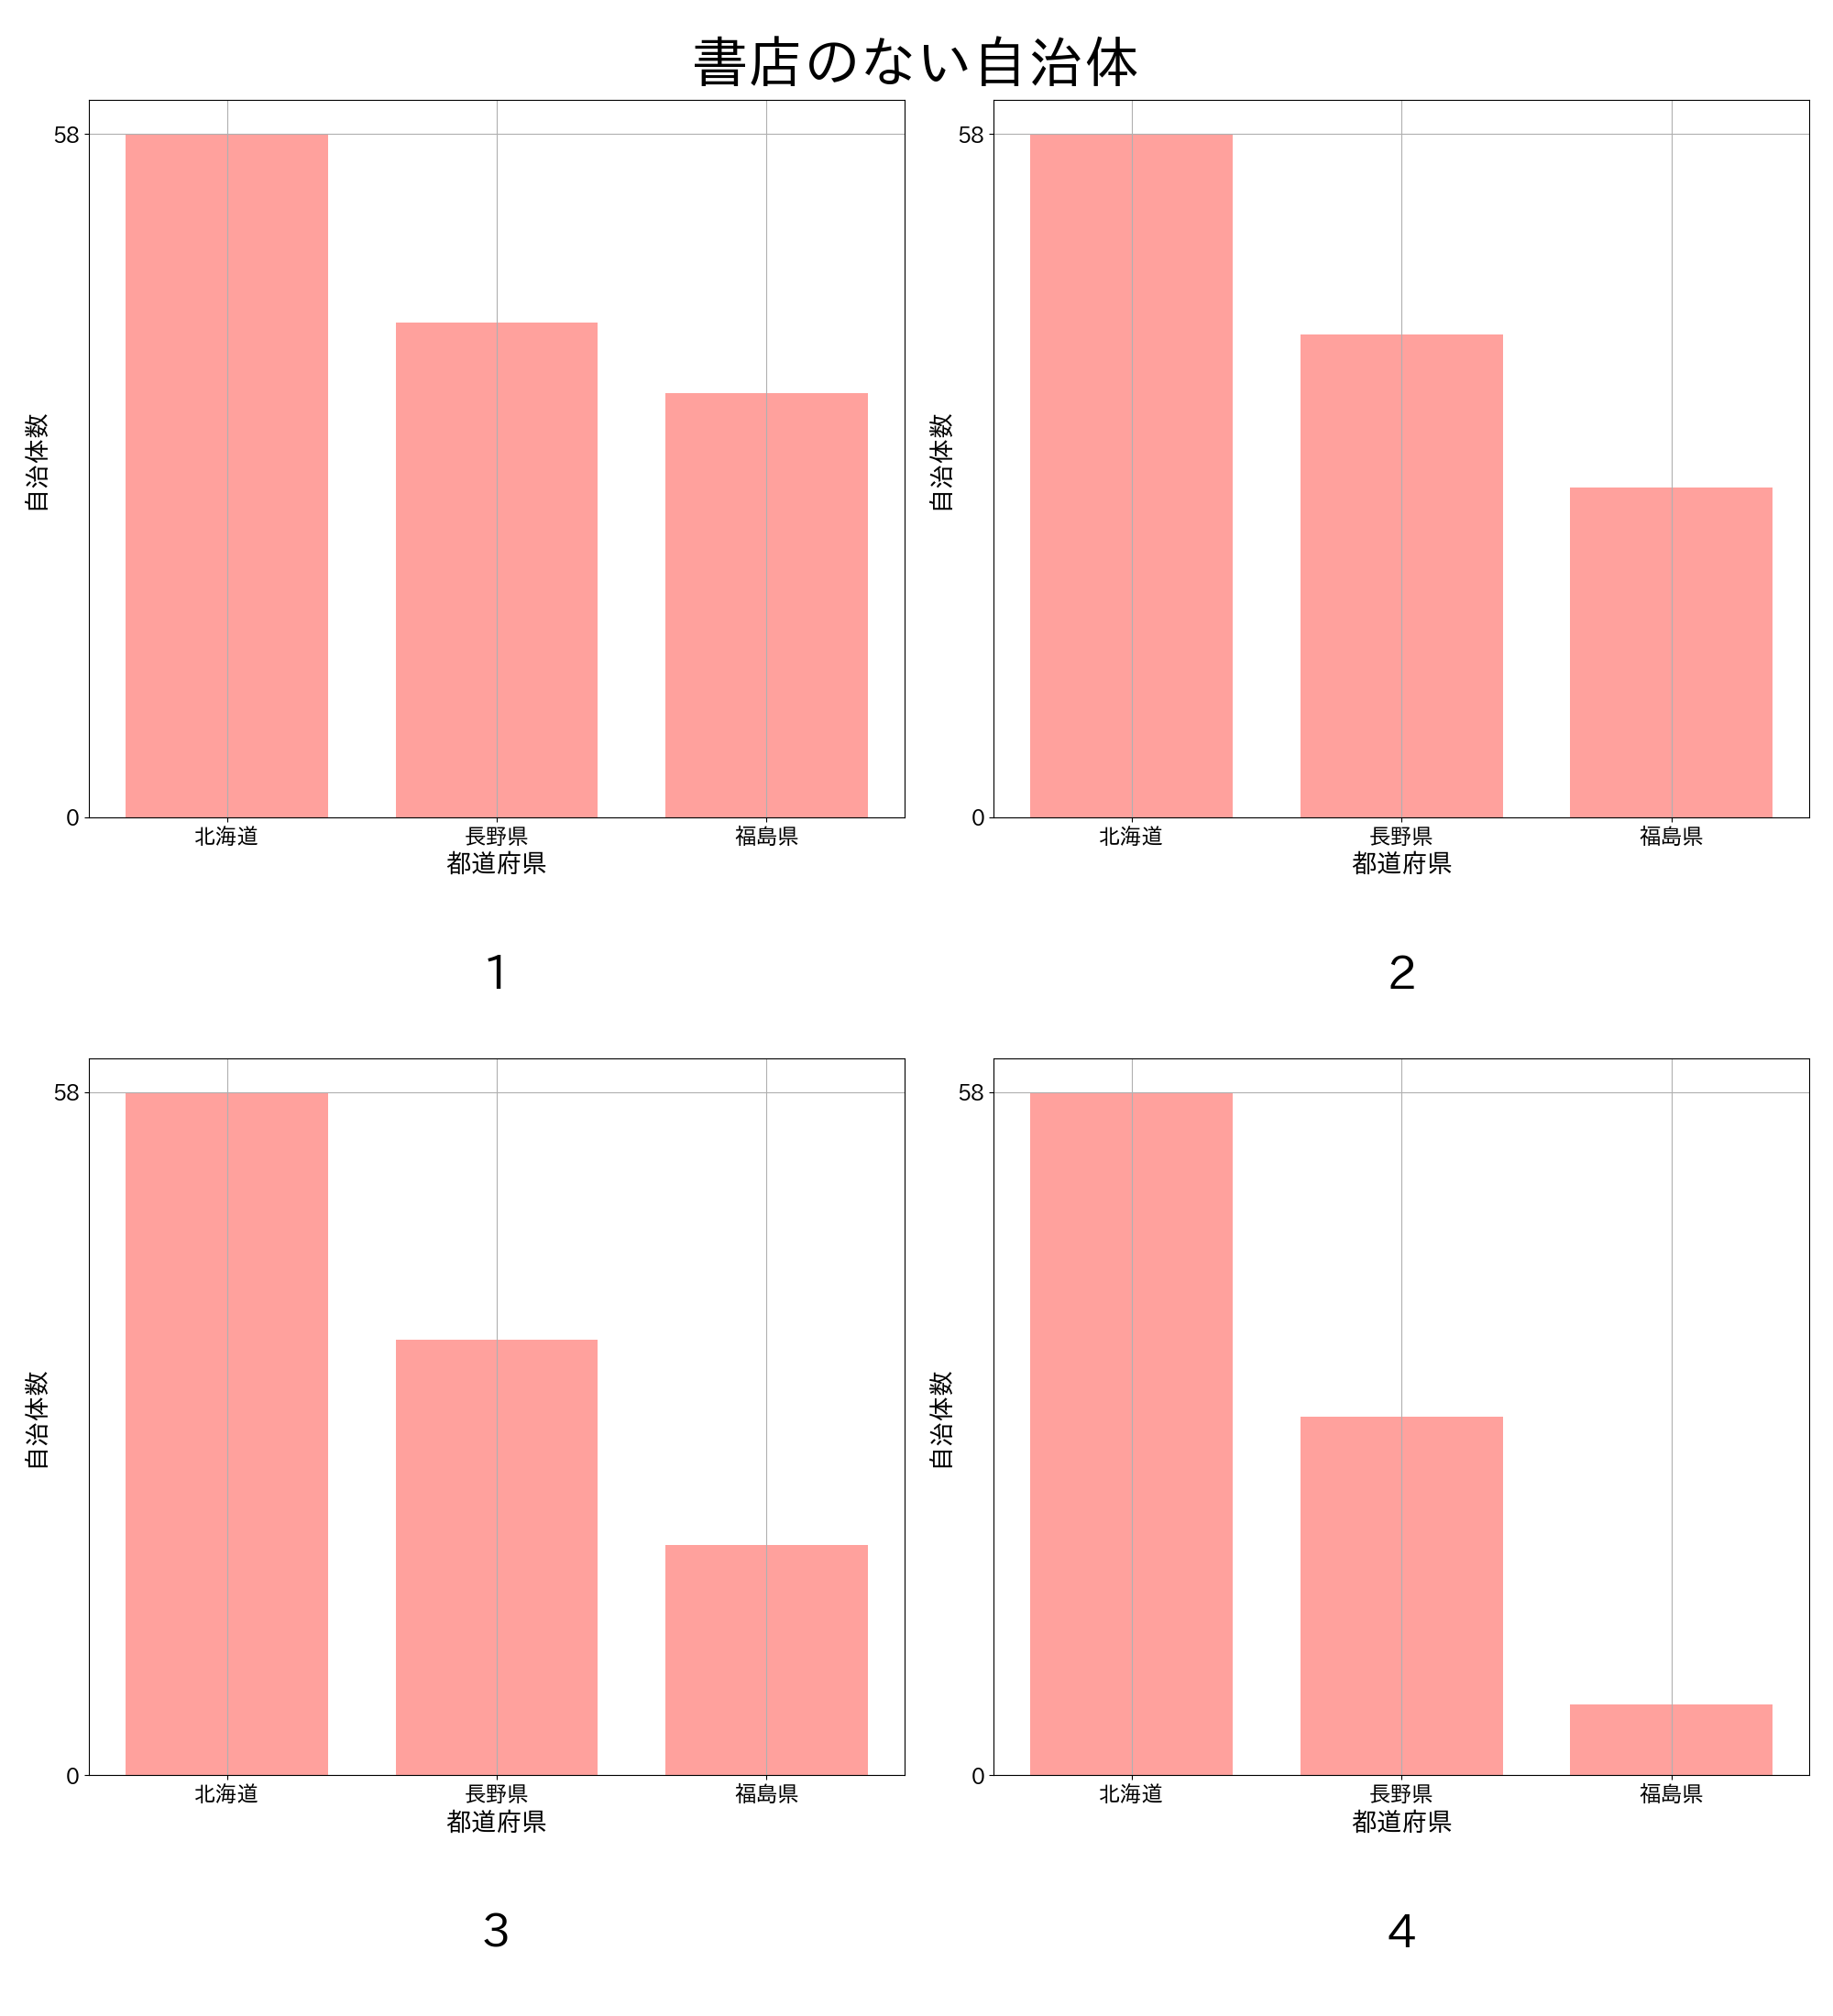 書店のない自治体
58
0
自治体数
北海道 長野県 福島県
都道府県
1
58
0
自治体数
北海道 長野県 福島県
都道府県
2
58
0
自治体数
北海道 長野県 福島県
都道府県
3
58
0
自治体数
北海道 長野県 福島県
都道府県
4